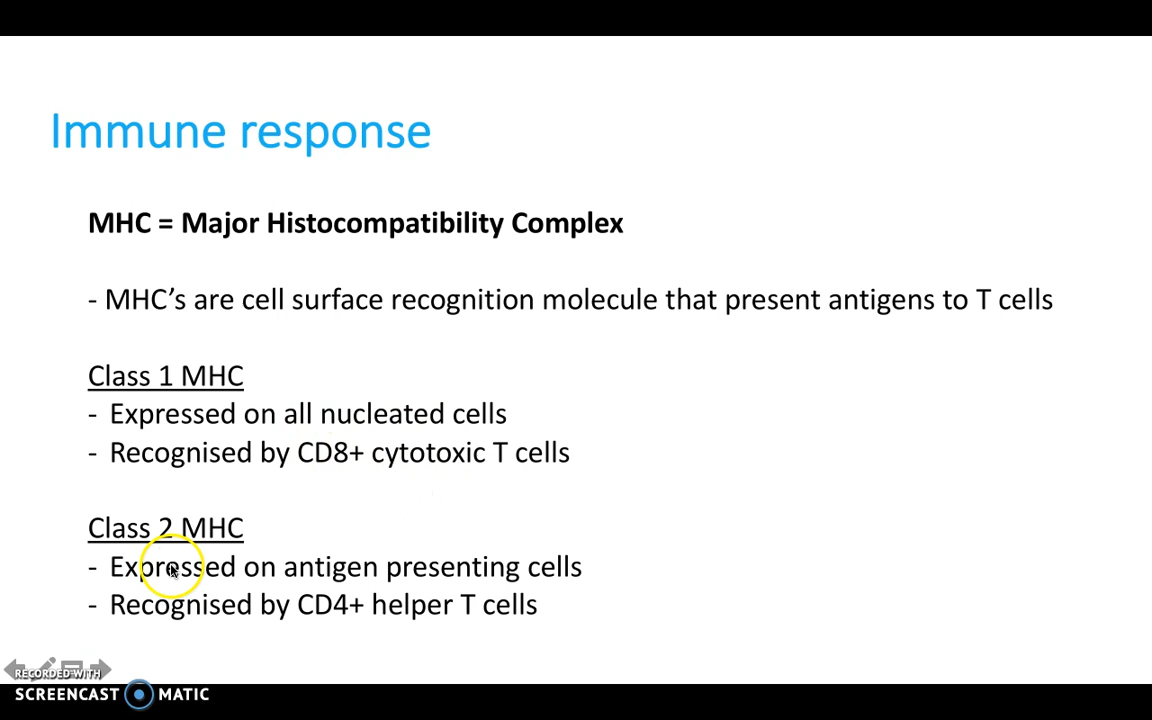 Immune response
MHC = Major Histocompatibility Complex
- MHC’s are cell surface recognition molecule that present antigens to T cells
Class 1 MHC
- Expressed on all nucleated cells
- Recognised by CD8+ cytotoxic T cells
Class 2 MHC
- Expressed on antigen presenting cells
- Recognised by CD4+ helper T cells
RECORDED WITH
SCREENCAST MATIC